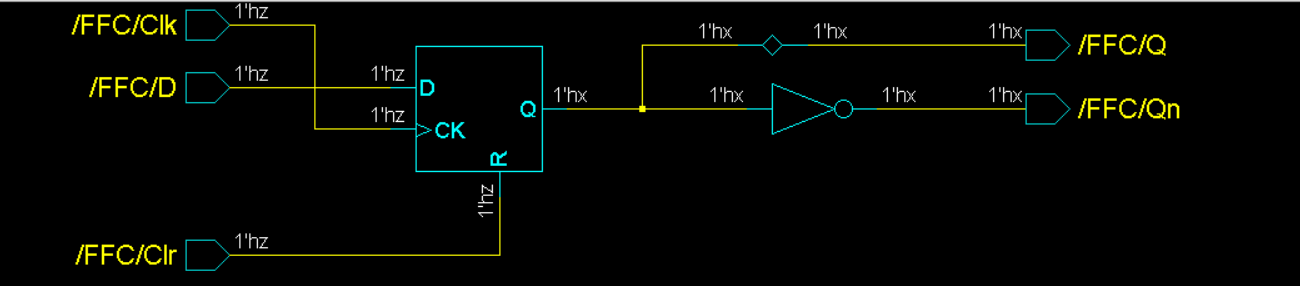 /FFC/Clk 1'hz
1'hx 1'hx 1'hx /FFC/Q
/FFC/D 1'hz 1'hz D
Q 1'hx 1'hx 1'hx 1'hx /FFC/Qn
1'hz CK
R
1'hz
/FFC/Clr 1'hz